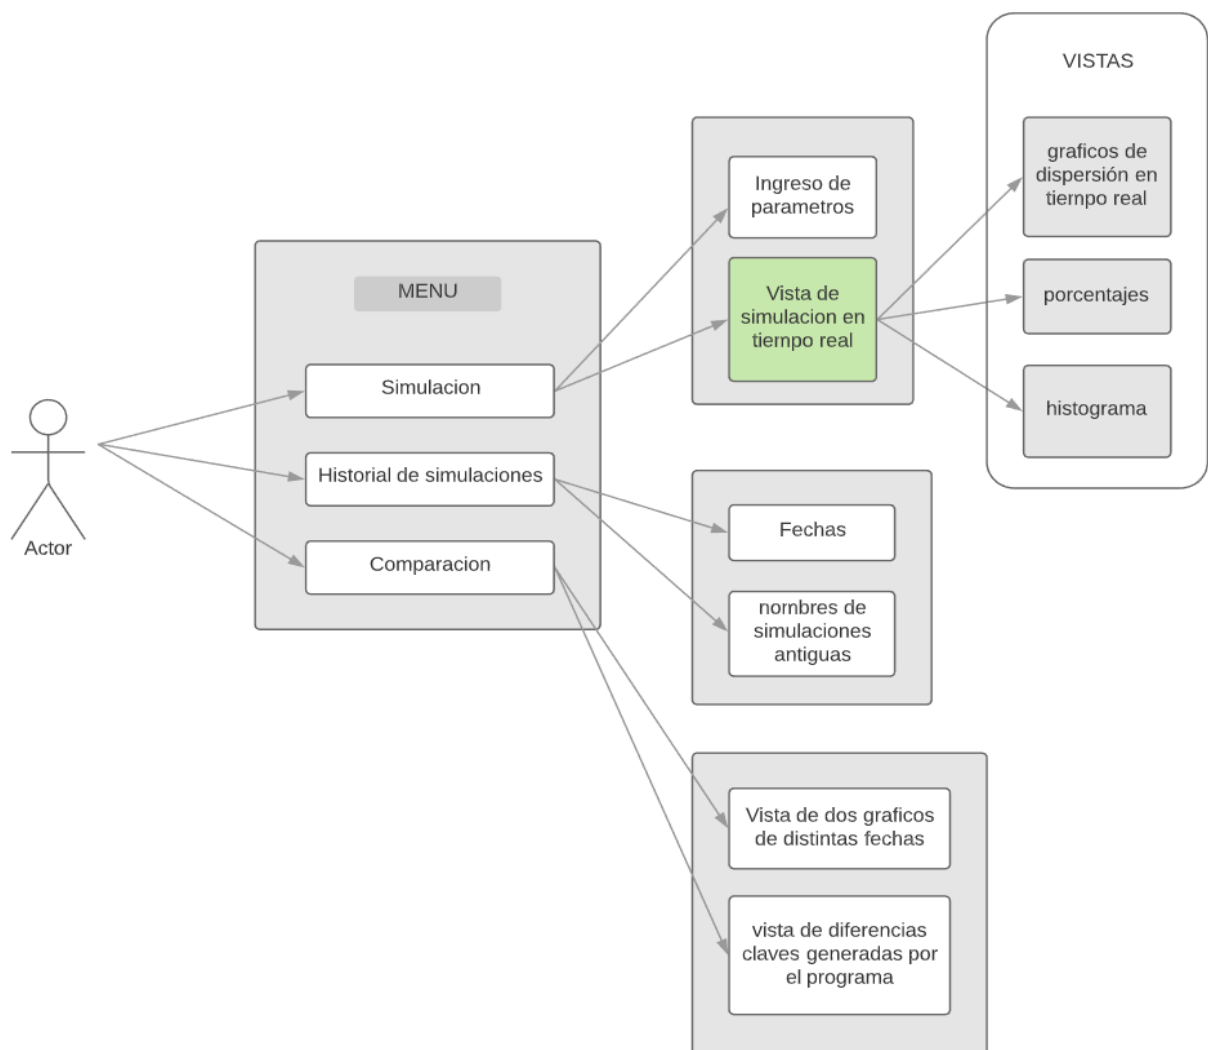 VISTAS
graficos de
dispersión en
tiempo real
porcentajes
histograma
Ingreso de
parametros
Vista de
simulacion en
tiempo real
MENU
Simulacion
Historial de simulaciones
Comparacion
Actor
Fechas
nombres de
simulaciones
antiguas
Vista de dos graficos
de distintas fechas
vista de diferencias
claves generadas por
el programa